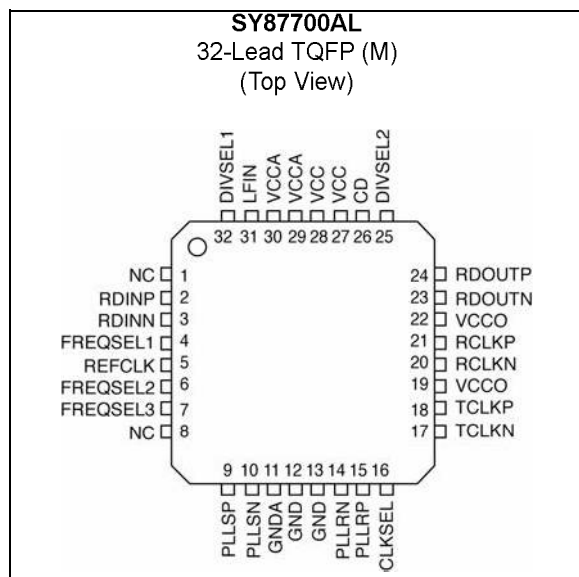 SY87700AL
32-Lead TQFP (M)
(Top View)
DIVSEL1
LFIN
VCCA
VCCA
VCC
VCC
CD
DIVSEL2
32 31 30 29 28 27 26 25
NC 1
RDINP 2
RDINN 3
FREQSEL1 4
REFCLK 5
FREQSEL2 6
FREQSEL3 7
NC 8
24 RDOUTP
23 RDOUTN
22 VCCO
21 RCLKP
20 RCLKN
19 VCCO
18 TCLKP
17 TCLKN
9 10 11 12 13 14 15 16
PLLSP
PLLSN
GNDA
GND
GND
PLLRN
PLLRP
CLKSEL